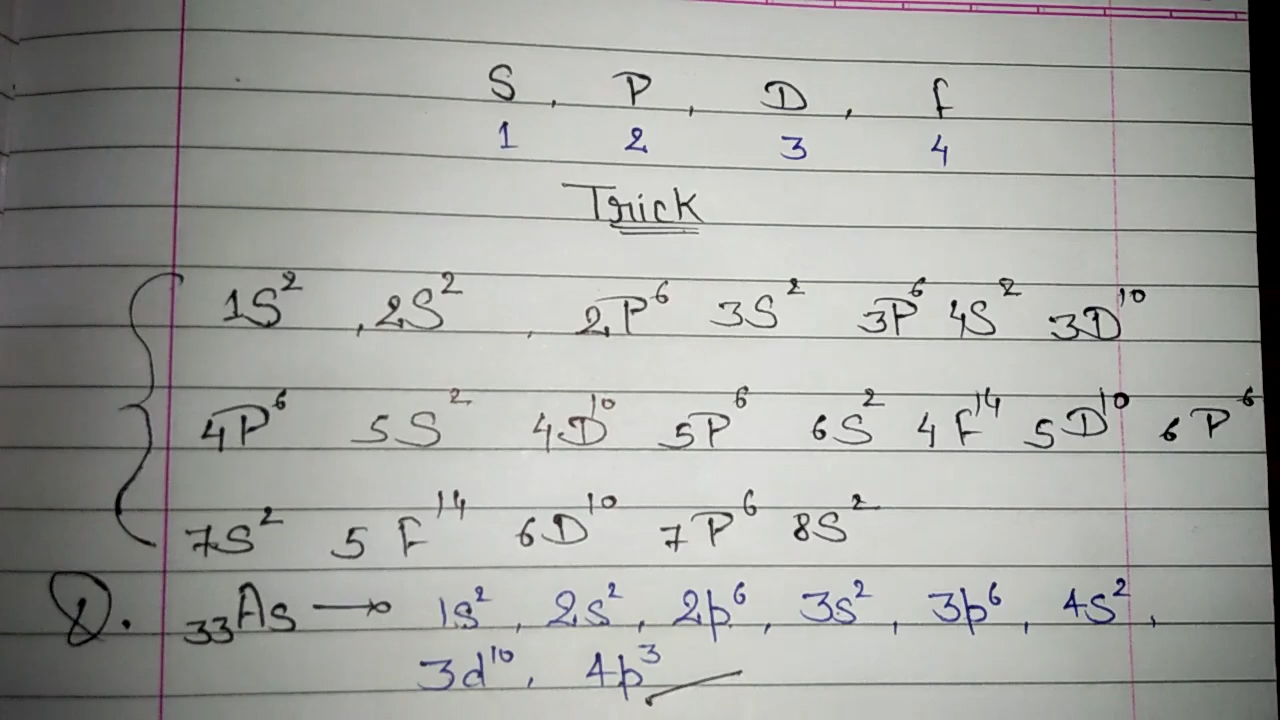 S , P , D , f
1 2 3 4
Trick
1S² , 2S² , 2P⁶ 3S² 3P⁶ 4S² 3D¹⁰
4P⁶ 5S² 4D¹⁰ 5P⁶ 6S² 4F¹⁴ 5D¹⁰ 6P⁶
7S² 5F¹⁴ 6D¹⁰ 7P⁶ 8S²
Q. ₃₃As → 1s² , 2s² , 2p⁶ , 3s² , 3p⁶ , 4s² ,
3d¹⁰ , 4p³